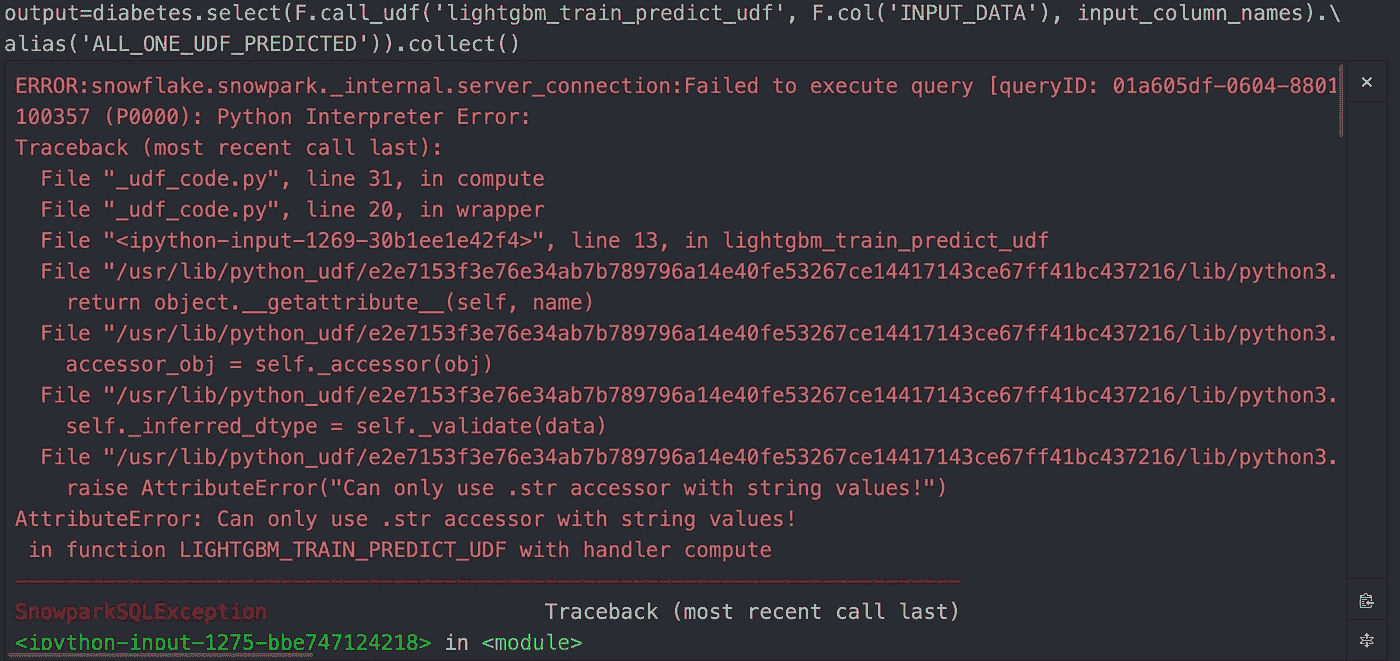 output=diabetes.select(F.call_udf('lightgbm_train_predict_udf', F.col('INPUT_DATA'), input_column_names).\
alias('ALL_ONE_UDF_PREDICTED')).collect()
ERROR:snowflake.snowpark._internal.server_connection:Failed to execute query [queryID: 01a605df-0604-8801
100357 (P0000): Python Interpreter Error:
Traceback (most recent call last):
File "_udf_code.py", line 31, in compute
File "_udf_code.py", line 20, in wrapper
File "<ipython-input-1269-30b1ee1e42f4>", line 13, in lightgbm_train_predict_udf
File "/usr/lib/python_udf/e2e7153f3e76e34ab7b789796a14e40fe53267ce14417143ce67ff41bc437216/lib/python3.
return object.__getattribute__(self, name)
File "/usr/lib/python_udf/e2e7153f3e76e34ab7b789796a14e40fe53267ce14417143ce67ff41bc437216/lib/python3.
accessor_obj = self._accessor(obj)
File "/usr/lib/python_udf/e2e7153f3e76e34ab7b789796a14e40fe53267ce14417143ce67ff41bc437216/lib/python3.
self._inferred_dtype = self._validate(data)
File "/usr/lib/python_udf/e2e7153f3e76e34ab7b789796a14e40fe53267ce14417143ce67ff41bc437216/lib/python3.
raise AttributeError("Can only use .str accessor with string values!")
AttributeError: Can only use .str accessor with string values!
in function LIGHTGBM_TRAIN_PREDICT_UDF with handler compute
SnowparkSQLException Traceback (most recent call last)
<ipython-input-1275-bbe747124218> in <module>